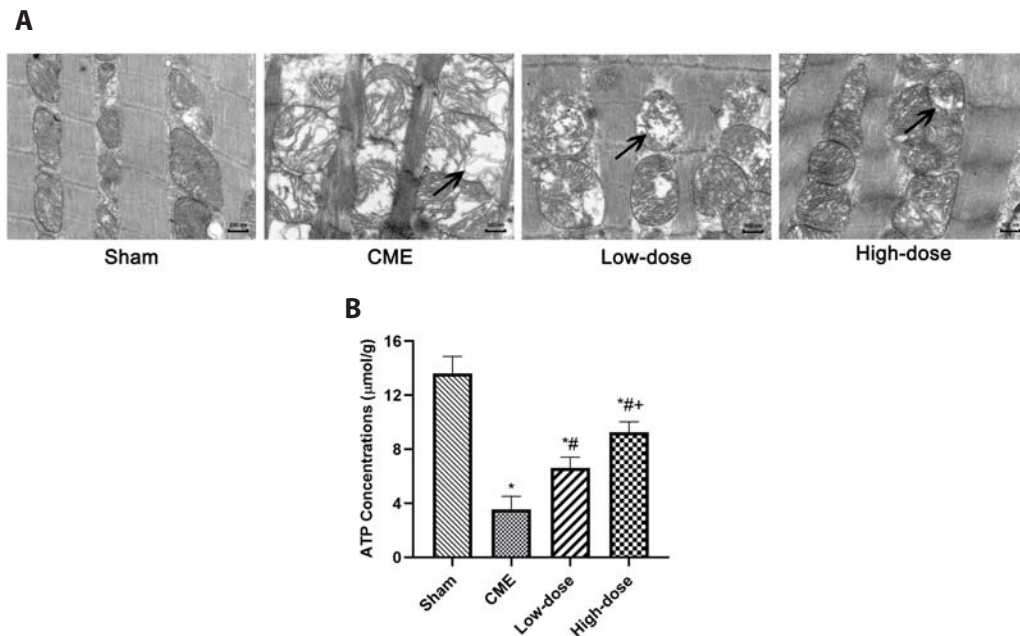 A
Sham
CME
Low-dose
High-dose
B
ATP Concentrations (μmol/g)
16
12
8
4
0
*
*#
*#+
Sham
CME
Low-dose
High-dose